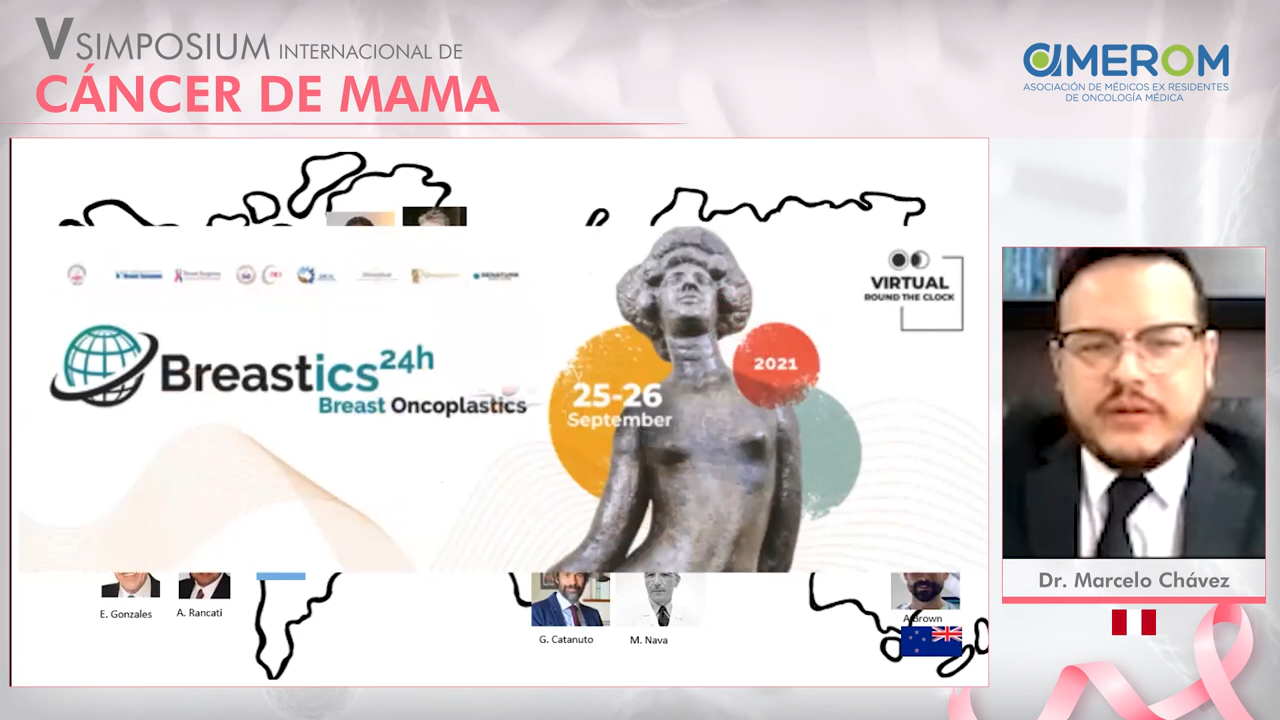 V SIMPOSIUM INTERNACIONAL DE
CÁNCER DE MAMA
AMEROM
ASOCIACIÓN DE MÉDICOS EX RESIDENTES
DE ONCOLOGÍA MÉDICA
VIRTUAL
ROUND THE CLOCK
Breastics24h
Breast Oncoplastics
2021
25-26
September
E. Gonzales
A. Rancati
G. Catanuto
M. Nava
A Brown
Dr. Marcelo Chávez